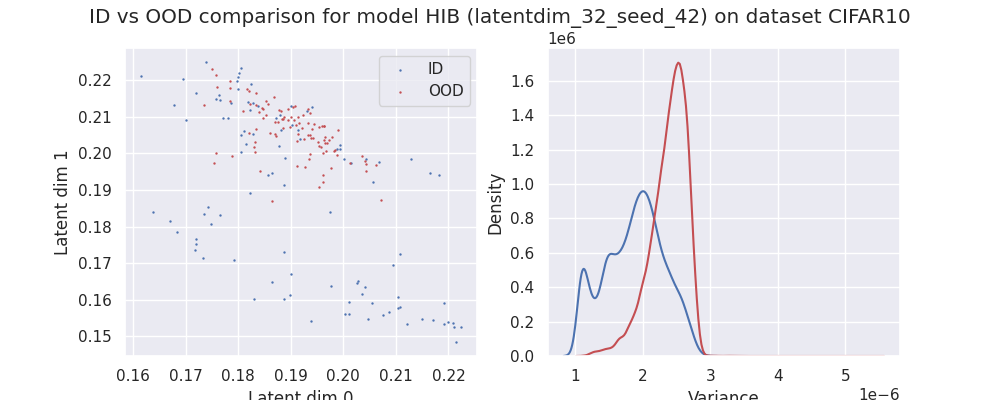 ID vs OOD comparison for model HIB (latentdim_32_seed_42) on dataset CIFAR10
1e6
ID
OOD
0.22
0.21
0.20
0.19
0.18
0.17
0.16
0.15
Latent dim 1
0.16 0.17 0.18 0.19 0.20 0.21 0.22
Latent dim 0
1.6
1.4
1.2
1.0
0.8
0.6
0.4
0.2
0.0
Density
1 2 3 4 5
1e−6
Variance